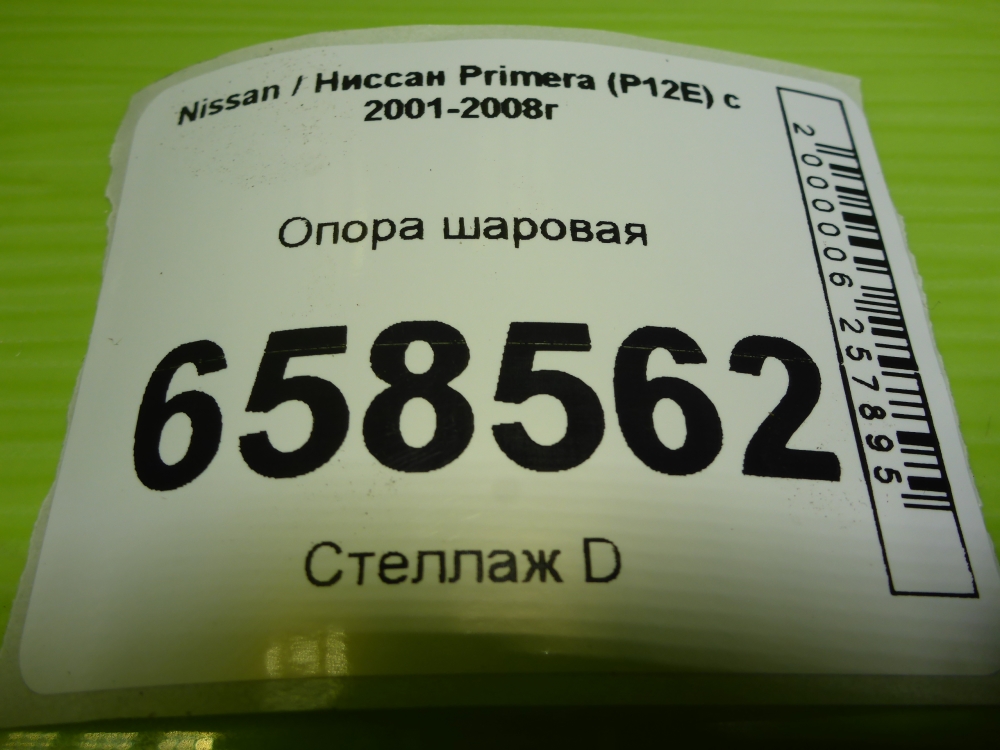 Nissan / Ниссан Primera (P12E) с
2001-2008г
Опора шаровая
658562
Стеллаж D
2000006257895